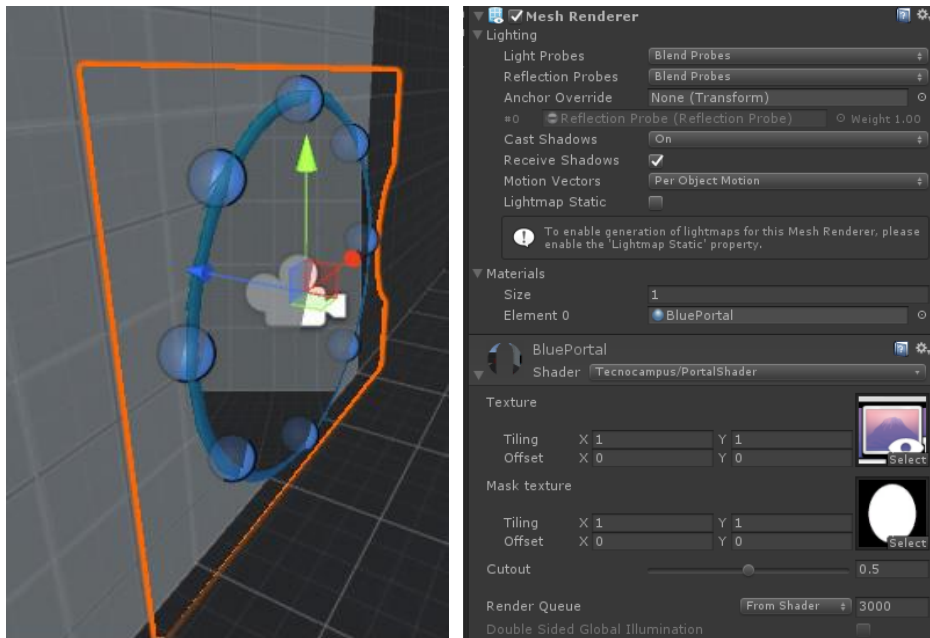 Mesh Renderer
Lighting
Light Probes Blend Probes
Reflection Probes Blend Probes
Anchor Override None (Transform)
#0 Reflection Probe (Reflection Probe) Weight 1.00
Cast Shadows On
Receive Shadows
Motion Vectors Per Object Motion
Lightmap Static
To enable generation of lightmaps for this Mesh Renderer, please
enable the 'Lightmap Static' property.
Materials
Size 1
Element 0 BluePortal
BluePortal
Shader Tecnocampus/PortalShader
Texture
Tiling X 1 Y 1
Offset X 0 Y 0
Select
Mask texture
Tiling X 1 Y 1
Offset X 0 Y 0
Select
Cutout 0.5
Render Queue From Shader 3000
Double Sided Global Illumination